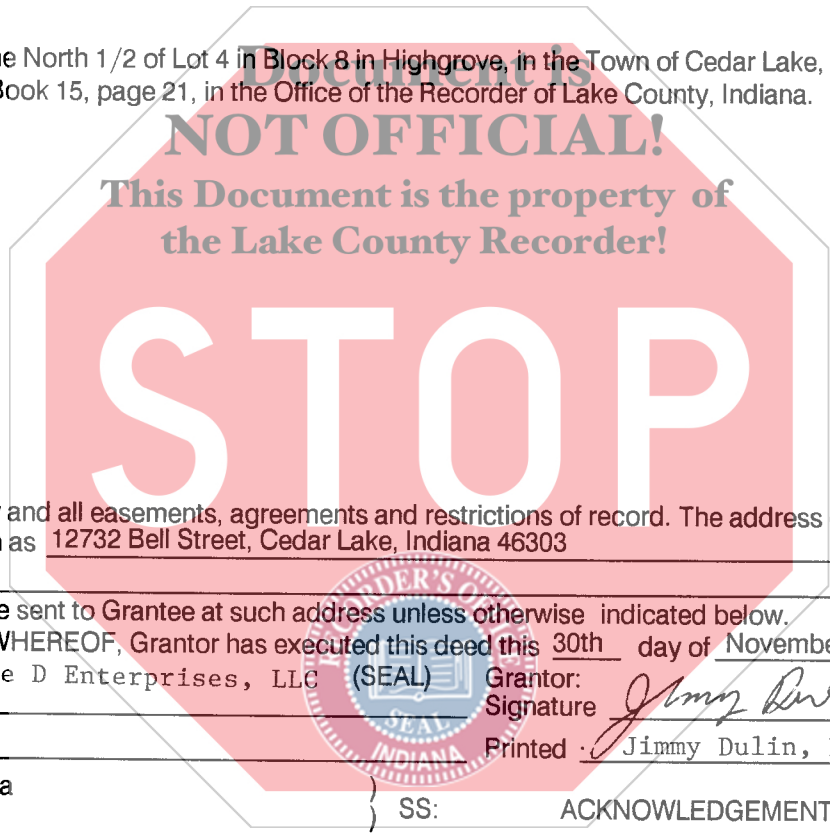 e North 1/2 of Lot 4 in Block 8 in Highgrove, in the Town of Cedar Lake,
Book 15, page 21, in the Office of the Recorder of Lake County, Indiana.
Document is
NOT OFFICIAL!
This Document is the property of
the Lake County Recorder!
STOP
and all easements, agreements and restrictions of record. The address
as 12732 Bell Street, Cedar Lake, Indiana 46303
e sent to Grantee at such address unless otherwise indicated below.
WHEREOF, Grantor has executed this deed this 30th day of Novembe
e D Enterprises, LLC (SEAL) Grantor:
Signature Jimmy Du
Printed Jimmy Dulin,
a
SS: ACKNOWLEDGEMENT
RECORDER'S OFFICE
SEAL
INDIANA